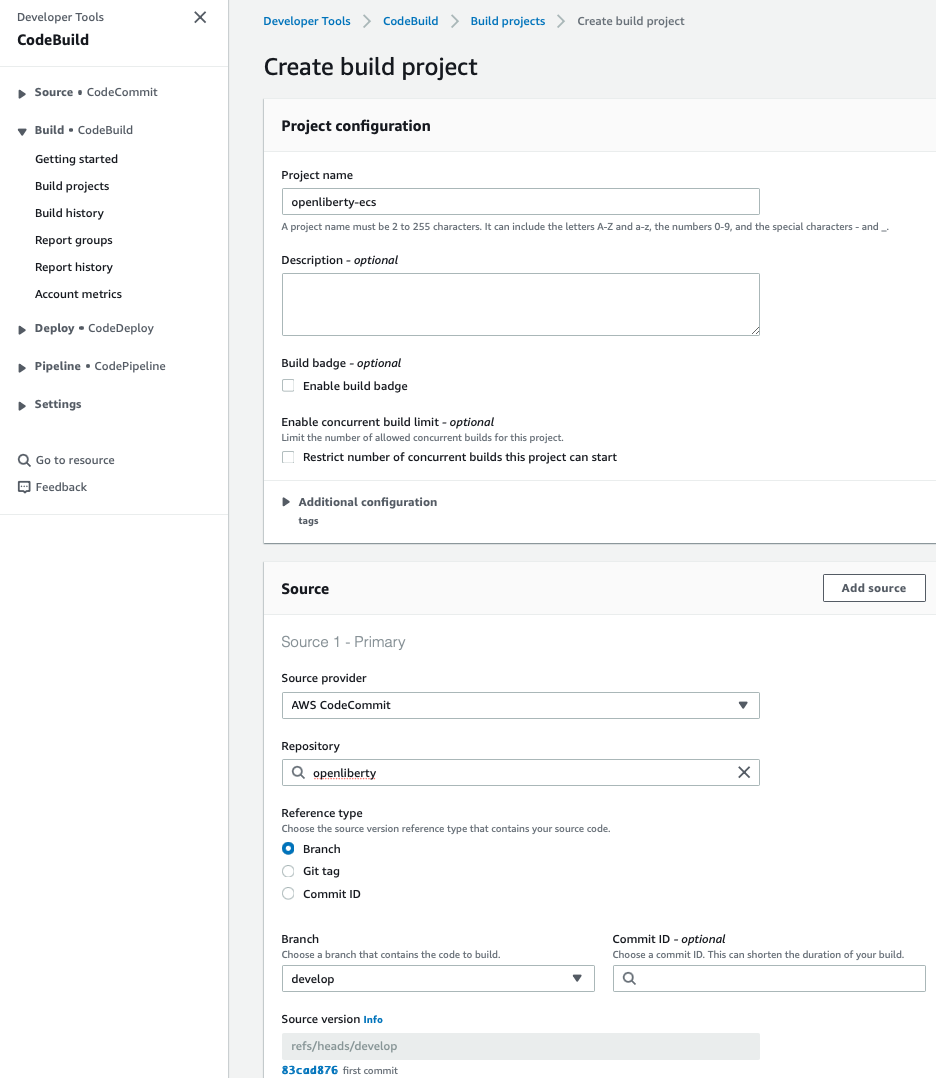 Developer Tools
CodeBuild
Source • CodeCommit
Build • CodeBuild
Getting started
Build projects
Build history
Report groups
Report history
Account metrics
Deploy • CodeDeploy
Pipeline • CodePipeline
Settings
Go to resource
Feedback
Developer Tools > CodeBuild > Build projects > Create build project
Create build project
Project configuration
Project name
openliberty-ecs
A project name must be 2 to 255 characters. It can include the letters A-Z and a-z, the numbers 0-9, and the special characters - and _.
Description - optional
Build badge - optional
Enable build badge
Enable concurrent build limit - optional
Limit the number of allowed concurrent builds for this project.
Restrict number of concurrent builds this project can start
Additional configuration
tags
Source
Add source
Source 1 - Primary
Source provider
AWS CodeCommit
Repository
openliberty
Reference type
Choose the source version reference type that contains your source code.
Branch
Git tag
Commit ID
Branch
Choose a branch that contains the code to build.
develop
Commit ID - optional
Choose a commit ID. This can shorten the duration of your build.
Source version Info
refs/heads/develop
83cad876 first commit